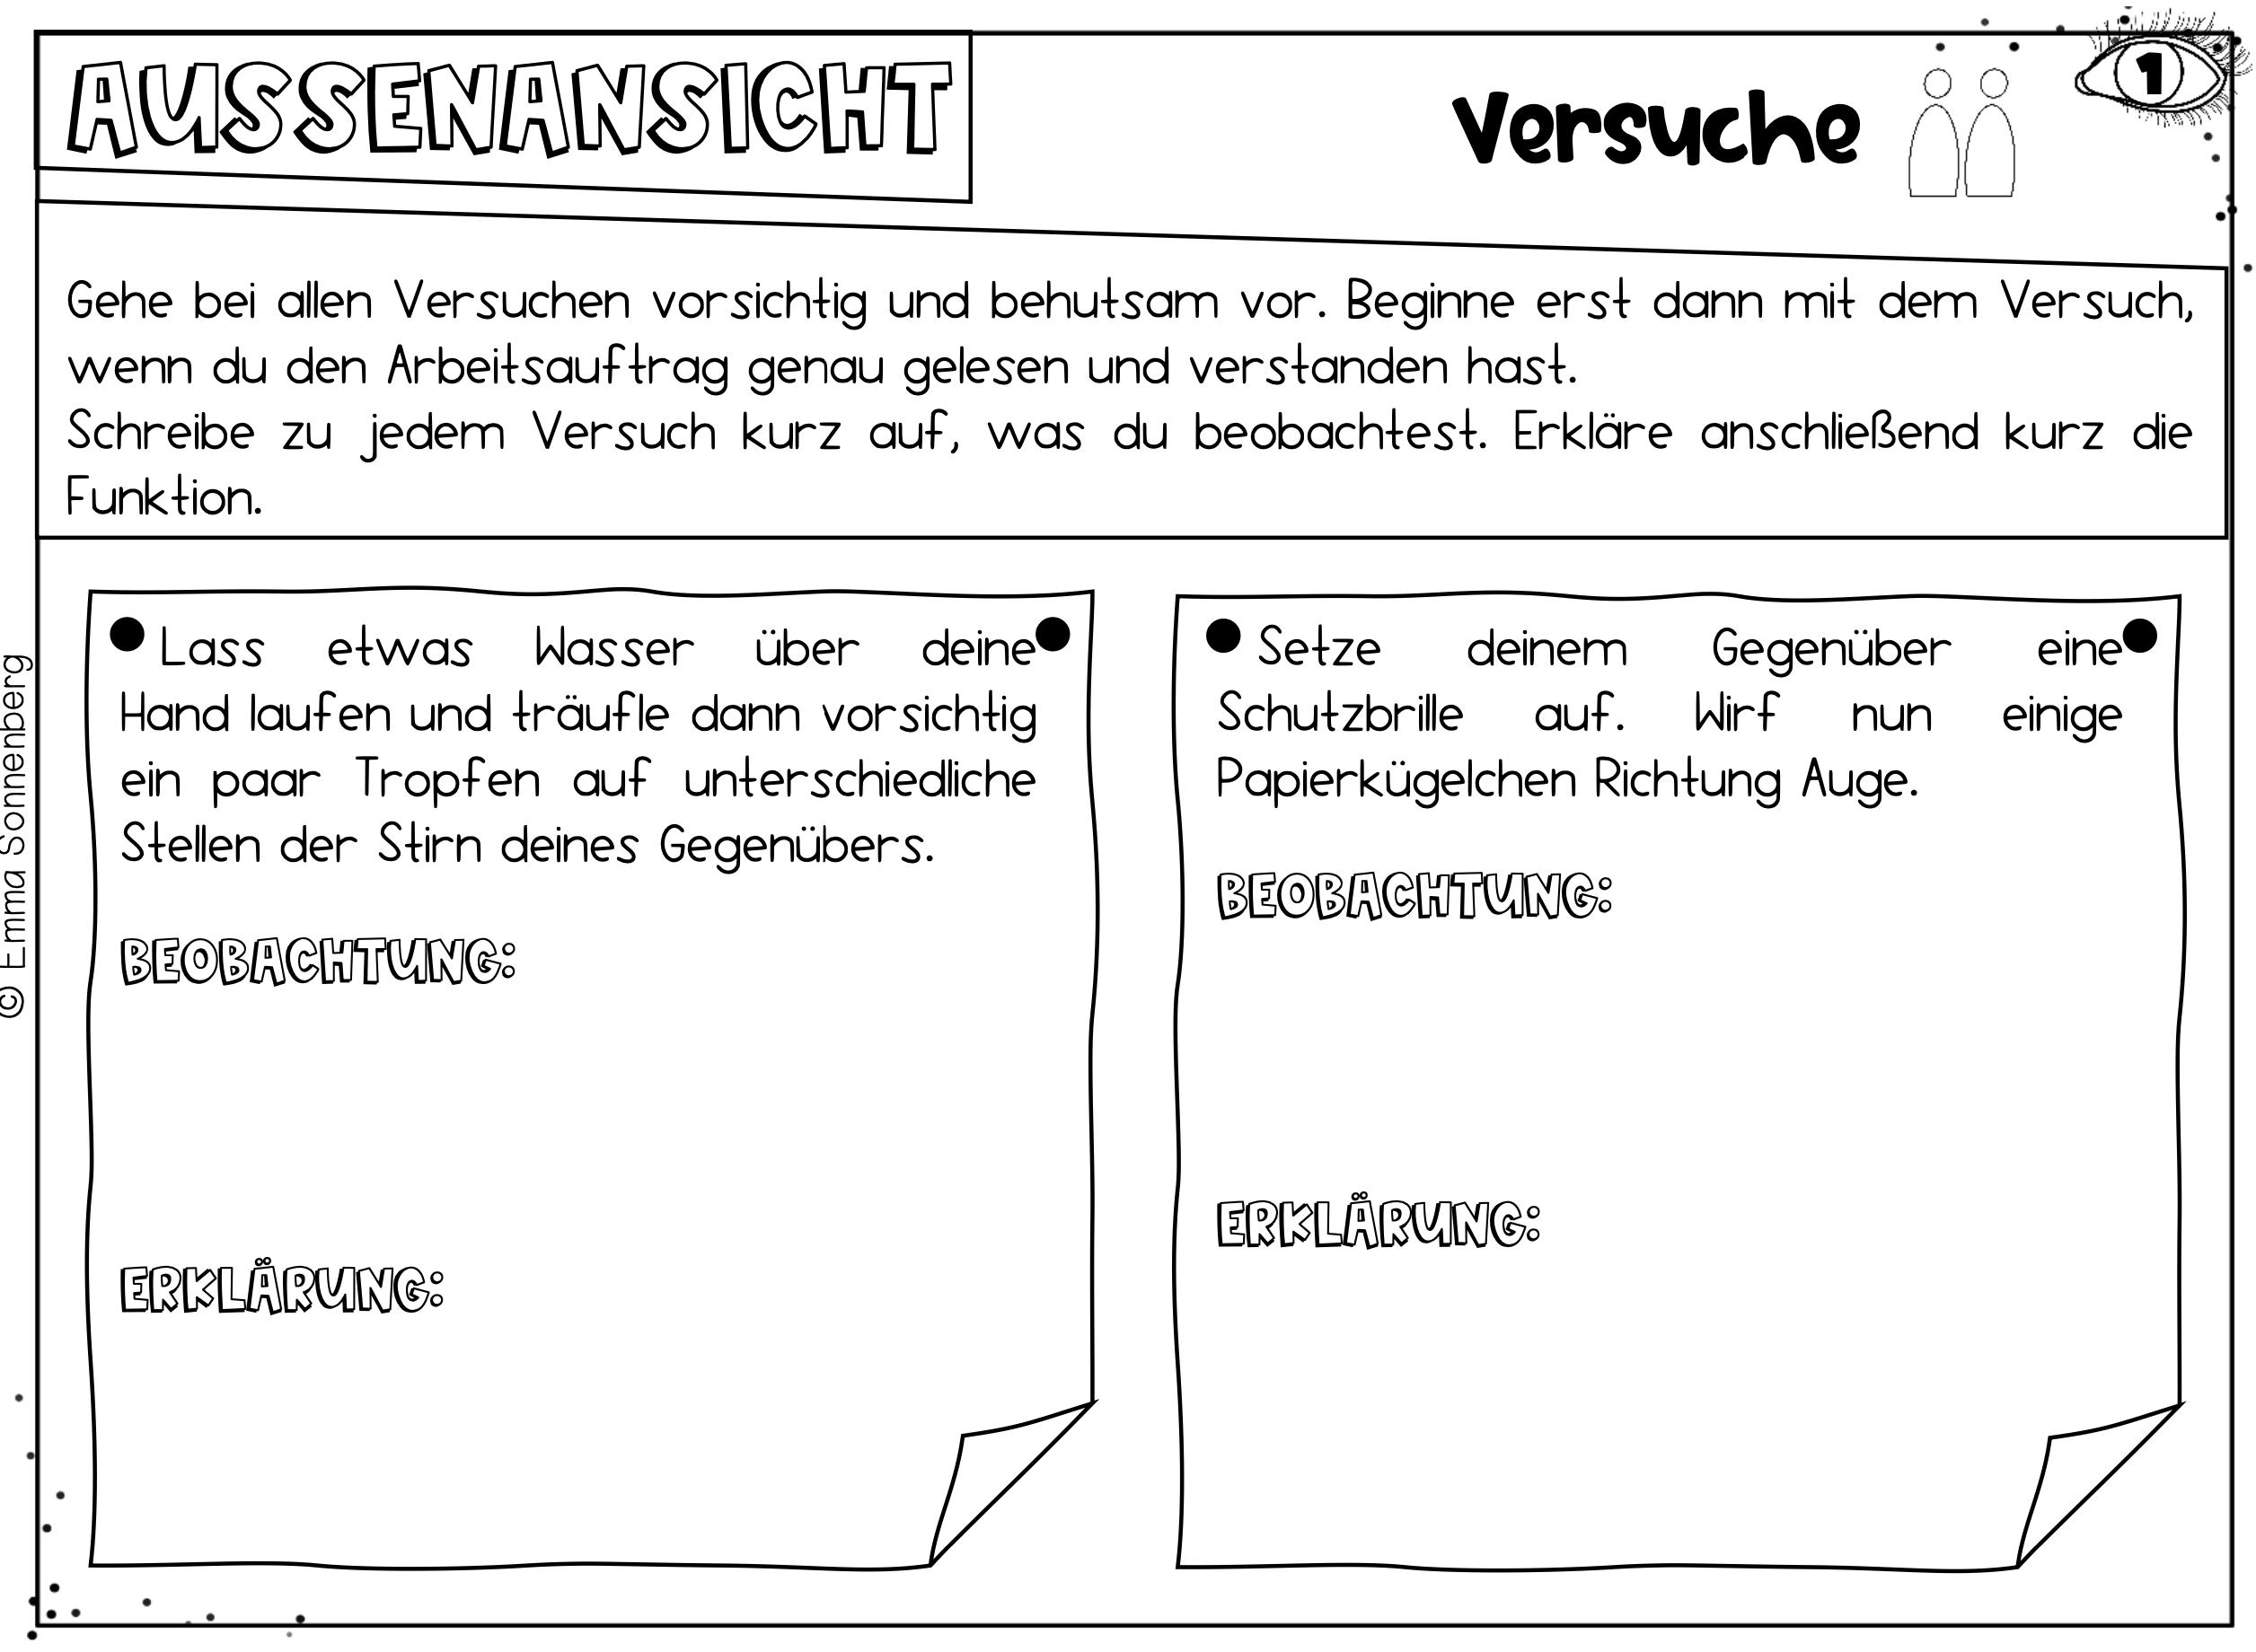 AUSSENANSICHT
Versuche
1
Gehe bei allen Versuchen vorsichtig und behutsam vor. Beginne erst dann mit dem Versuch,
wenn du den Arbeitsauftrag genau gelesen und verstanden hast.
Schreibe zu jedem Versuch kurz auf, was du beobachtest. Erkläre anschließend kurz die
Funktion.
Lass etwas Wasser über deine
Hand laufen und träufle dann vorsichtig
ein paar Tropfen auf unterschiedliche
Stellen der Stirn deines Gegenübers.
BEOBACHTUNG:
ERKLÄRUNG:
Setze deinem Gegenüber eine
Schutzbrille auf. Wirf nun einige
Papierkügelchen Richtung Auge.
BEOBACHTUNG:
ERKLÄRUNG:
© Emma Sonnenberg